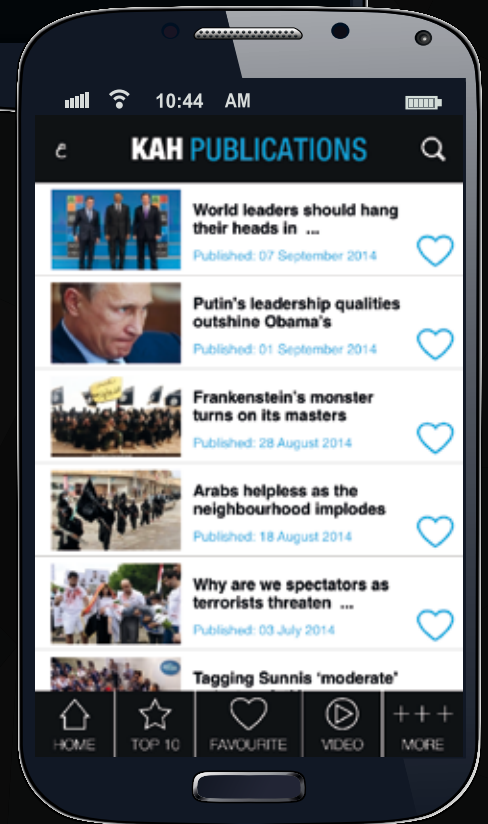 10:44 AM
ع KAH PUBLICATIONS
World leaders should hang
their heads in ...
Published: 07 September 2014
Putin's leadership qualities
outshine Obama's
Published: 01 September 2014
Frankenstein's monster
turns on its masters
Published: 28 August 2014
Arabs helpless as the
neighbourhood implodes
Published: 18 August 2014
Why are we spectators as
terrorists threaten ...
Published: 03 July 2014
Tagging Sunnis ‘moderate’
HOME TOP 10 FAVOURITE VIDEO MORE